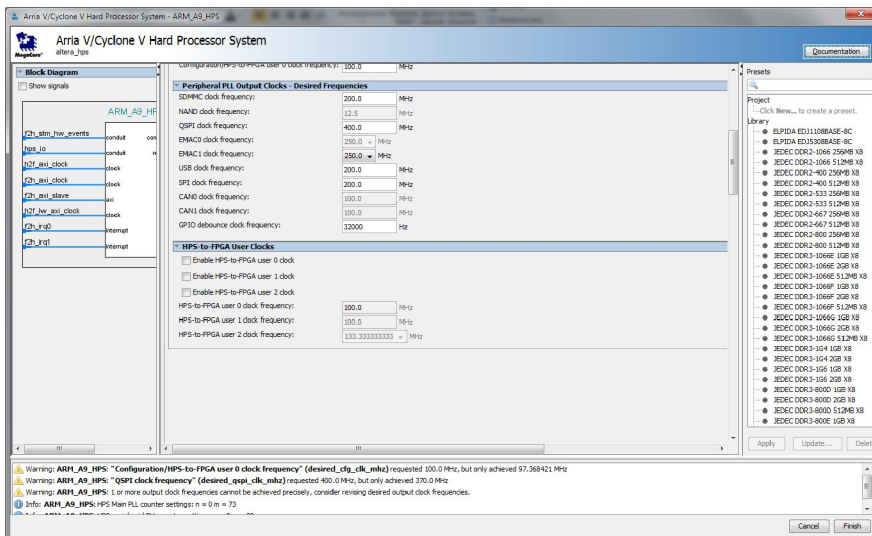 Arria V/Cyclone V Hard Processor System - ARM_A9_HPS
Arria V/Cyclone V Hard Processor System
altera_hps
MegaCore®
Documentation
Block Diagram
Show signals
ARM_A9_HF
f2h_stm_hw_events
conduit
con
hps_io
conduit
h2f_axi_clock
clock
f2h_axi_clock
clock
f2h_axi_slave
axi
h2f_lw_axi_clock
clock
f2h_irq0
interrupt
f2h_irq1
interrupt
Configuration/HPS-to-FPGA user 0 clock frequency: 100.0 MHz
Peripheral PLL Output Clocks - Desired Frequencies
SDMMC clock frequency: 200.0 MHz
NAND clock frequency: 12.5 MHz
QSPI clock frequency: 400.0 MHz
EMAC0 clock frequency: 250.0 MHz
EMAC1 clock frequency: 250.0 MHz
USB clock frequency: 200.0 MHz
SPI clock frequency: 200.0 MHz
CAN0 clock frequency: 100.0 MHz
CAN1 clock frequency: 100.0 MHz
GPIO debounce clock frequency: 32000 Hz
HPS-to-FPGA User Clocks
Enable HPS-to-FPGA user 0 clock
Enable HPS-to-FPGA user 1 clock
Enable HPS-to-FPGA user 2 clock
HPS-to-FPGA user 0 clock frequency: 100.0 MHz
HPS-to-FPGA user 1 clock frequency: 100.0 MHz
HPS-to-FPGA user 2 clock frequency: 133.333333333 MHz
Presets
Project
Click New... to create a preset.
Library
ELPIDA EDJ1108BASE-8C
ELPIDA EDJ5308BASE-8C
JEDEC DDR2-1066 256MB X8
JEDEC DDR2-1066 512MB X8
JEDEC DDR2-400 256MB X8
JEDEC DDR2-400 512MB X8
JEDEC DDR2-533 256MB X8
JEDEC DDR2-533 512MB X8
JEDEC DDR2-667 256MB X8
JEDEC DDR2-667 512MB X8
JEDEC DDR2-800 256MB X8
JEDEC DDR2-800 512MB X8
JEDEC DDR3-1066E 1GB X8
JEDEC DDR3-1066E 2GB X8
JEDEC DDR3-1066E 512MB X8
JEDEC DDR3-1066F 1GB X8
JEDEC DDR3-1066F 2GB X8
JEDEC DDR3-1066F 512MB X8
JEDEC DDR3-1066G 1GB X8
JEDEC DDR3-1066G 2GB X8
JEDEC DDR3-1066G 512MB X8
JEDEC DDR3-1G4 1GB X8
JEDEC DDR3-1G4 2GB X8
JEDEC DDR3-1G6 1GB X8
JEDEC DDR3-1G6 2GB X8
JEDEC DDR3-800D 1GB X8
JEDEC DDR3-800D 2GB X8
JEDEC DDR3-800D 512MB X8
JEDEC DDR3-800E 1GB X8
Apply Update... Delet
Warning: ARM_A9_HPS: "Configuration/HPS-to-FPGA user 0 clock frequency" (desired_cfg_clk_mhz) requested 100.0 MHz, but only achieved 97.368421 MHz
Warning: ARM_A9_HPS: "QSPI clock frequency" (desired_qspi_clk_mhz) requested 400.0 MHz, but only achieved 370.0 MHz
Warning: ARM_A9_HPS: 1 or more output clock frequencies cannot be achieved precisely, consider revising desired output clock frequencies.
Info: ARM_A9_HPS: HPS Main PLL counter settings: n = 0 m = 73
Cancel Finish